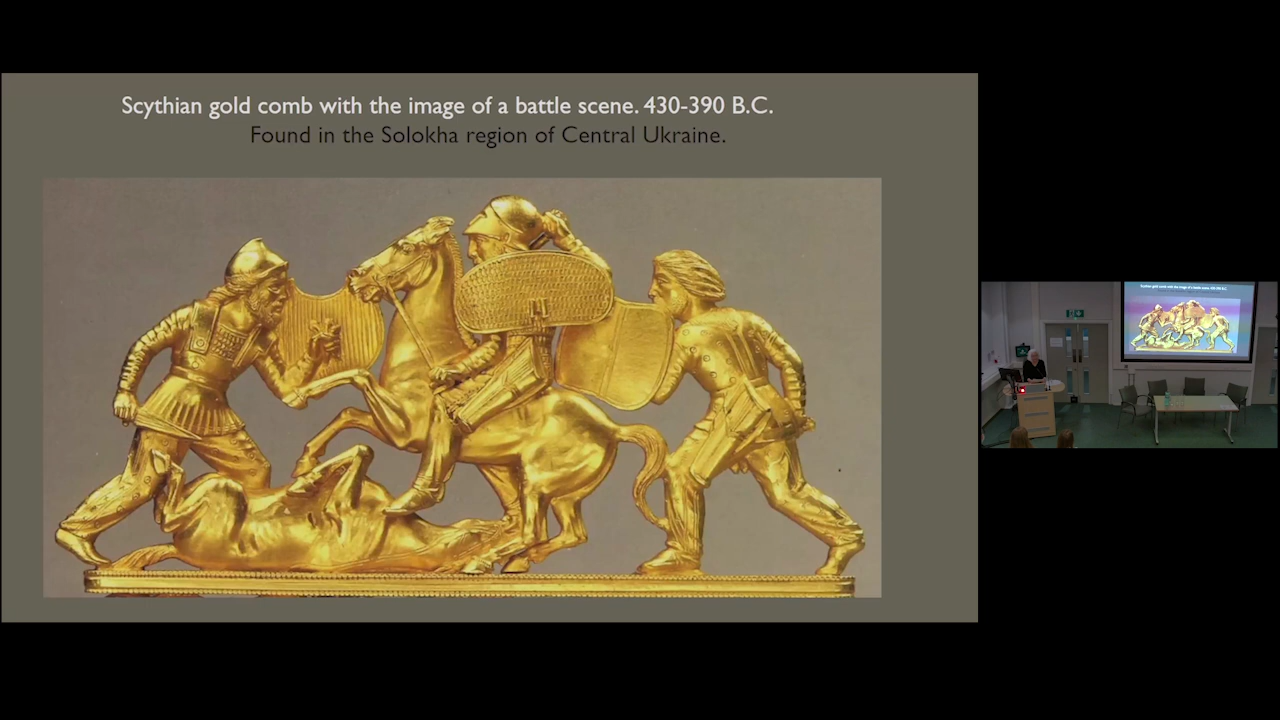 Scythian gold comb with the image of a battle scene. 430-390 B.C.
Found in the Solokha region of Central Ukraine.